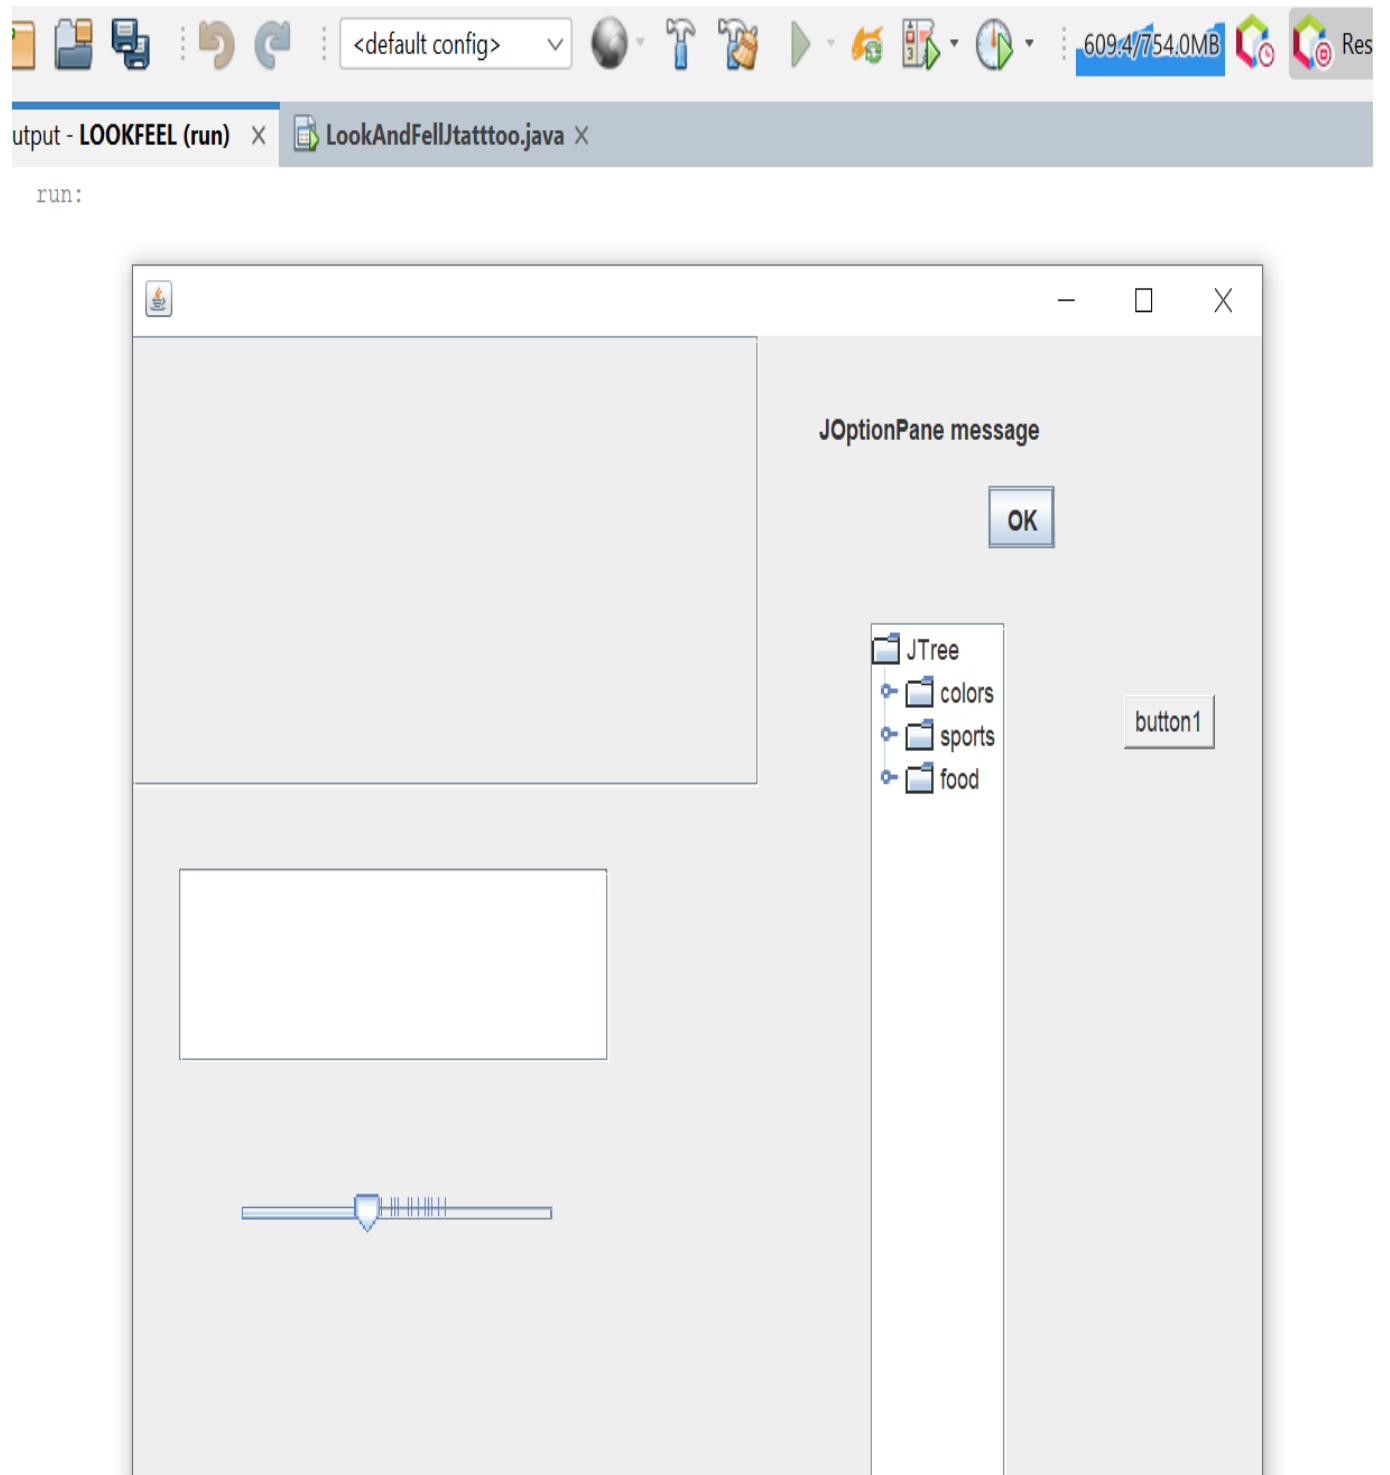 <default config>
609.4/754.0MB
Res
utput - LOOKFEEL (run)
LookAndFellJtatttoo.java
run:
JOptionPane message
OK
JTree
colors
sports
food
button1